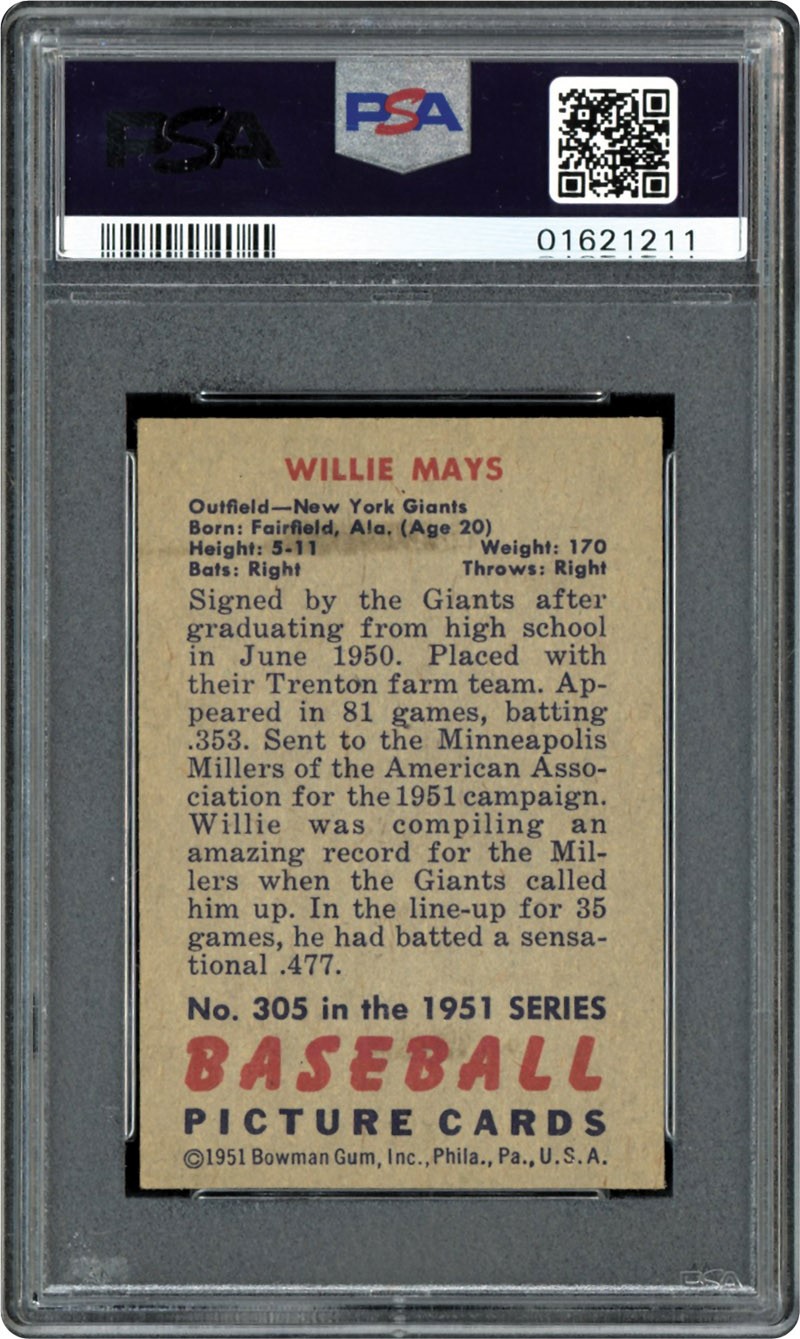 PSA
PSA
01621211
WILLIE MAYS
Outfield—New York Giants
Born: Fairfield, Ala. (Age 20)
Height: 5-11 Weight: 170
Bats: Right Throws: Right
Signed by the Giants after
graduating from high school
in June 1950. Placed with
their Trenton farm team. Ap-
peared in 81 games, batting
.353. Sent to the Minneapolis
Millers of the American Asso-
ciation for the 1951 campaign.
Willie was compiling an
amazing record for the Mil-
lers when the Giants called
him up. In the line-up for 35
games, he had batted a sensa-
tional .477.
No. 305 in the 1951 SERIES
BASEBALL
PICTURE CARDS
©1951 Bowman Gum, Inc., Phila., Pa., U.S.A.
PSA